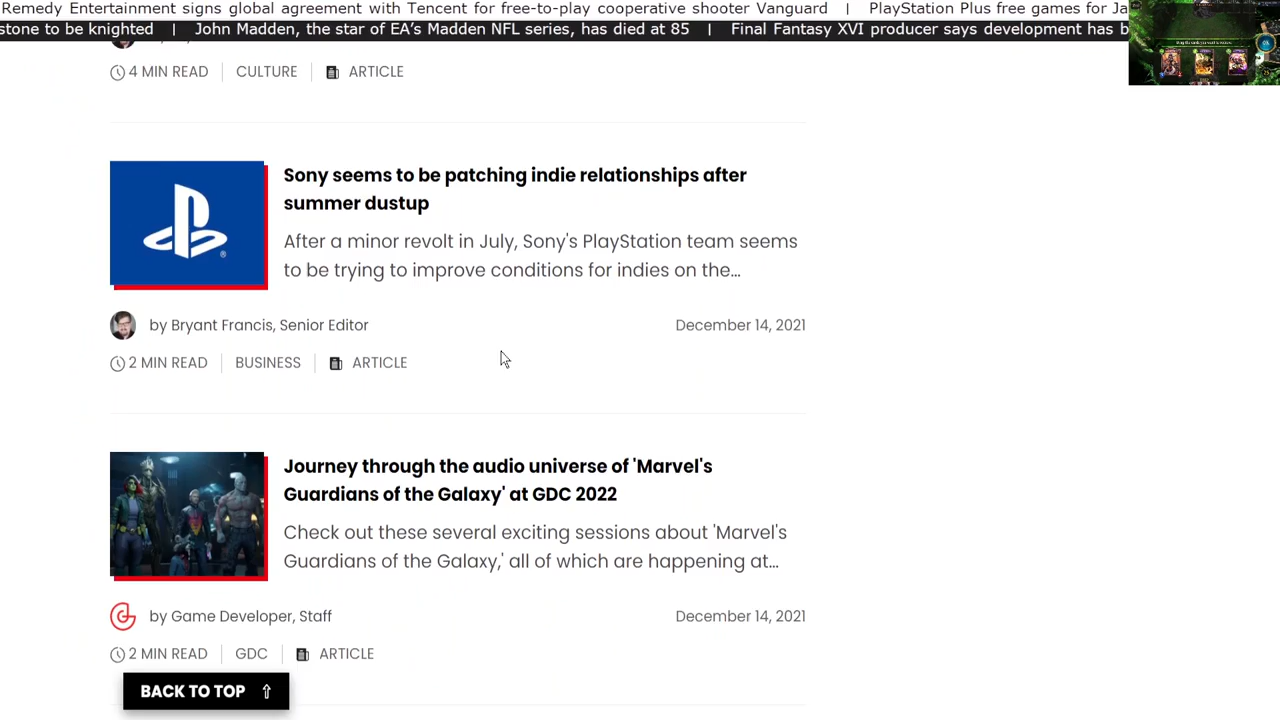 Remedy Entertainment signs global agreement with Tencent for free-to-play cooperative shooter Vanguard | PlayStation Plus free games for Ja
stone to be knighted | John Madden, the star of EA’s Madden NFL series, has died at 85 | Final Fantasy XVI producer says development has b
4 MIN READ | CULTURE | ARTICLE
Sony seems to be patching indie relationships after
summer dustup
After a minor revolt in July, Sony's PlayStation team seems
to be trying to improve conditions for indies on the...
by Bryant Francis, Senior Editor December 14, 2021
2 MIN READ | BUSINESS | ARTICLE
Journey through the audio universe of 'Marvel's
Guardians of the Galaxy' at GDC 2022
Check out these several exciting sessions about 'Marvel's
Guardians of the Galaxy,' all of which are happening at...
by Game Developer, Staff December 14, 2021
2 MIN READ | GDC | ARTICLE
BACK TO TOP ⇧